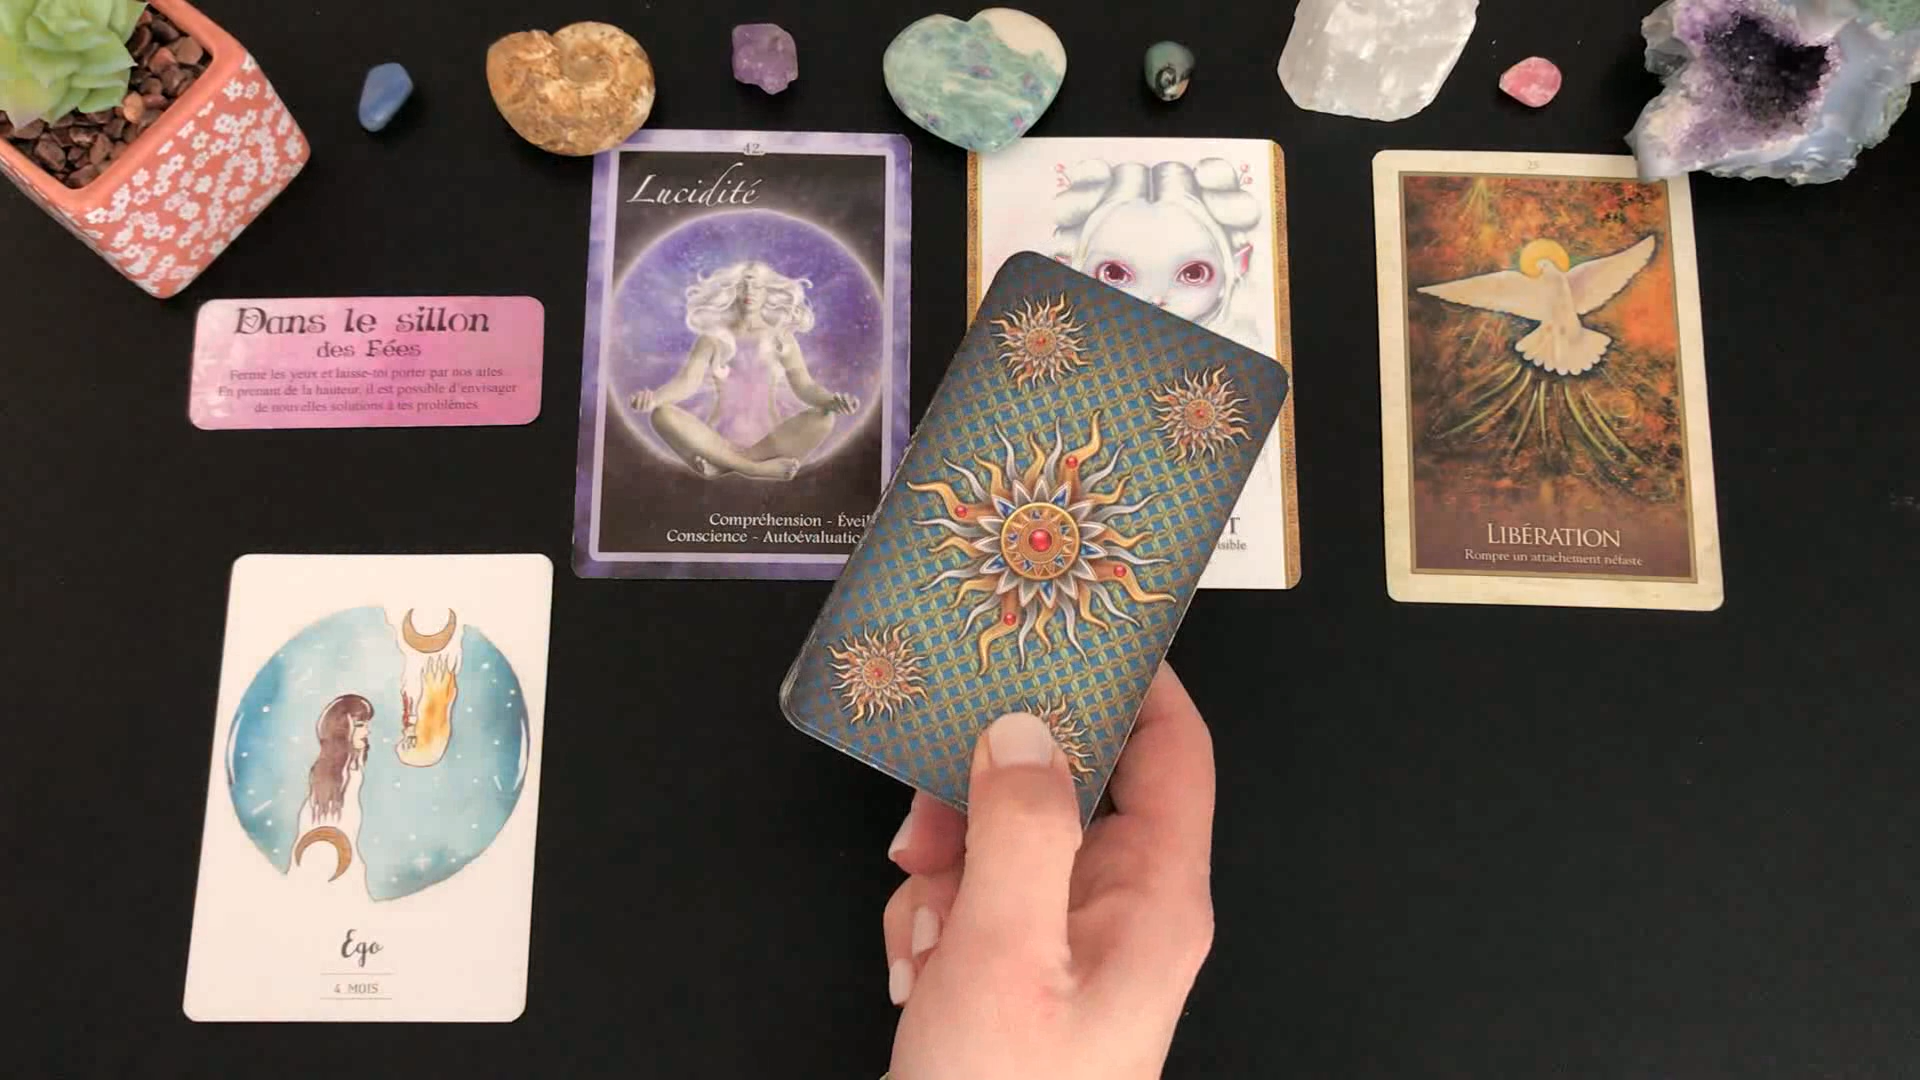 Dans le sillon
des Fées
Ferme les yeux et laisse-toi porter par nos ailes.
En prenant de la hauteur, il est possible d'envisager
de nouvelles solutions à tes problèmes.
42.
Lucidité
Compréhension - Éveil
Conscience - Autoévaluatio
T
isible
25
LIBÉRATION
Rompre un attachement néfaste
Ego
4 MOIS